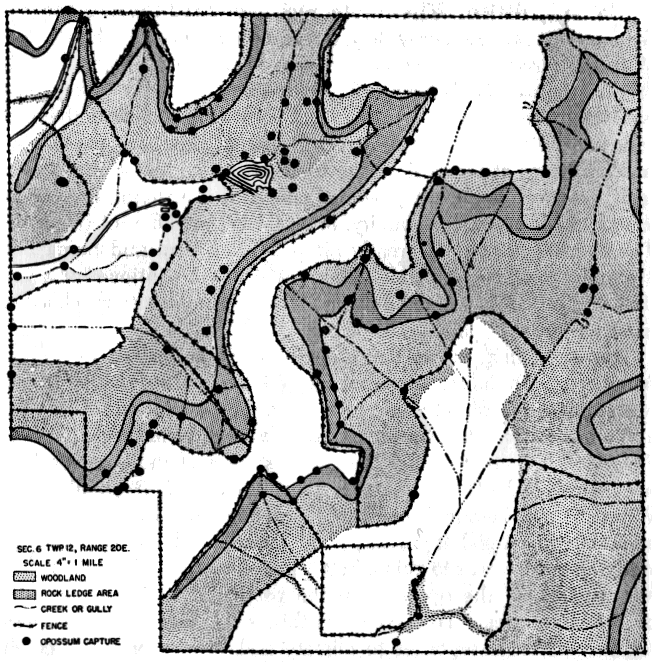 SEC. 6 TWP 12, RANGE 20E.
SCALE 4"=1 MILE
WOODLAND
ROCK LEDGE AREA
CREEK OR GULLY
FENCE
OPOSSUM CAPTURE